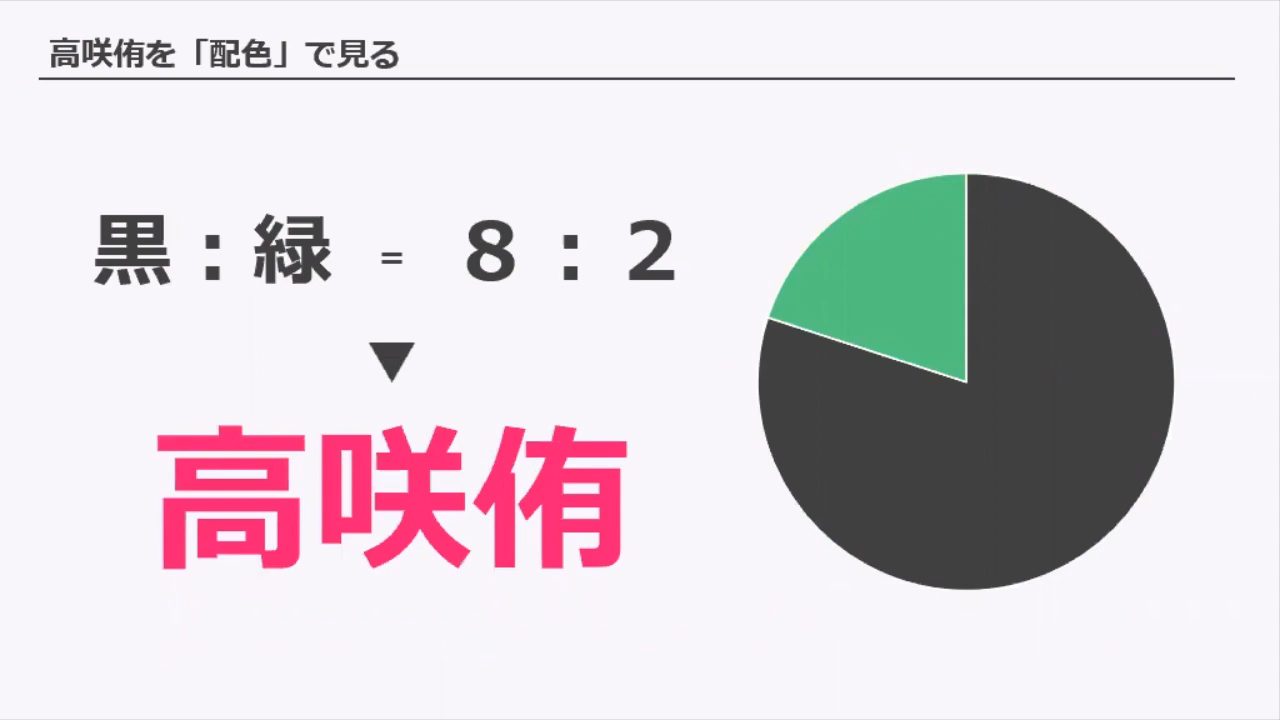 高咲侑を「配色」で見る
黒：緑 = ８：２
▼
高咲侑